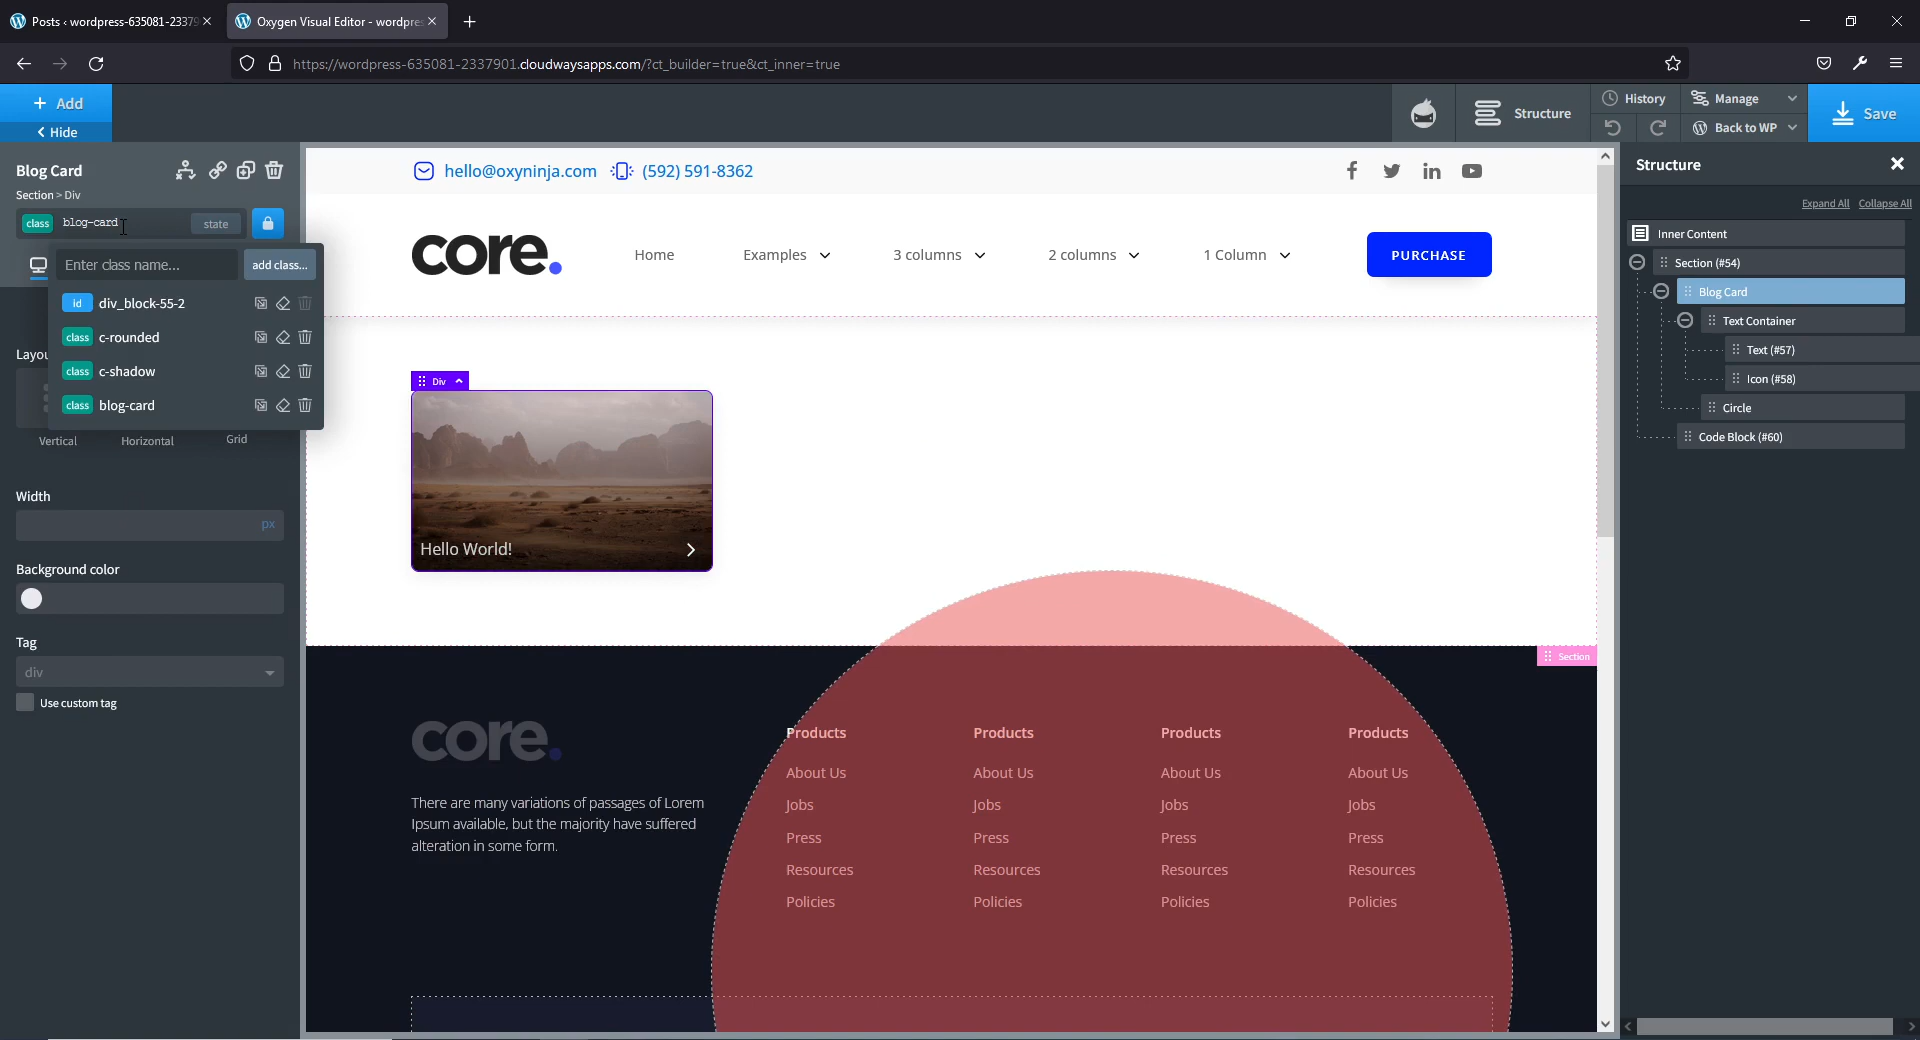 Posts ‹ wordpress-635081-2337
Oxygen Visual Editor - wordpre
https://wordpress-635081-2337901.cloudwaysapps.com/?ct_builder=true&ct_inner=true
Add
Hide
Structure
History
Manage
Back to WP
Save
Blog Card
Section > Div
class
blog-card
state
Enter class name...
add class...
id
div_block-55-2
class
c-rounded
class
c-shadow
class
blog-card
Layou
Vertical
Horizontal
Grid
Width
px
Background color
Tag
div
Use custom tag
hello@oxyninja.com
(592) 591-8362
core.
Home
Examples
3 columns
2 columns
1 Column
PURCHASE
Div
Hello World!
Section
core.
There are many variations of passages of Lorem
Ipsum available, but the majority have suffered
alteration in some form.
Products
About Us
Jobs
Press
Resources
Policies
Products
About Us
Jobs
Press
Resources
Policies
Products
About Us
Jobs
Press
Resources
Policies
Products
About Us
Jobs
Press
Resources
Policies
Structure
Expand All
Collapse All
Inner Content
Section (#54)
Blog Card
Text Container
Text (#57)
Icon (#58)
Circle
Code Block (#60)